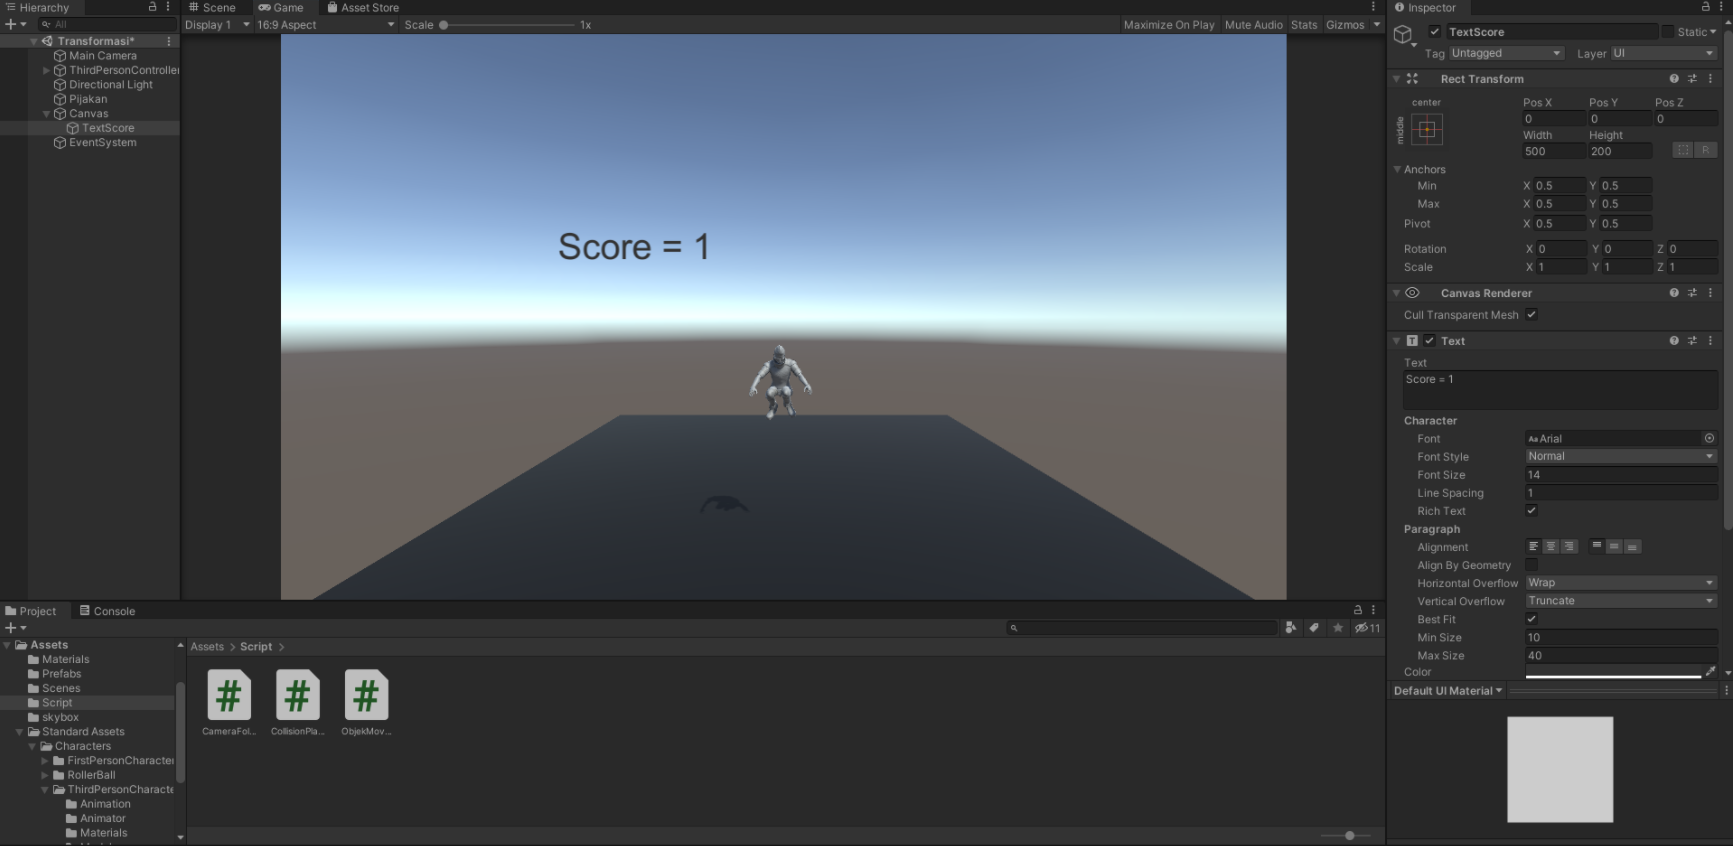 Hierarchy
All
Transformasi*
Main Camera
ThirdPersonController
Directional Light
Pijakan
Canvas
TextScore
EventSystem
Scene Game Asset Store
Display 1 16:9 Aspect Scale 1x Maximize On Play Mute Audio Stats Gizmos
Score = 1
Project Console
11
Assets
Materials
Prefabs
Scenes
Script
skybox
Standard Assets
Characters
FirstPersonCharacter
RollerBall
ThirdPersonCharacte
Animation
Animator
Materials
Assets > Script >
CameraFol... CollisionPla... ObjekMov...
Inspector
TextScore Static
Tag Untagged Layer UI
Rect Transform
center
middle
Pos X Pos Y Pos Z
0 0 0
Width Height
500 200 R
Anchors
Min X 0.5 Y 0.5
Max X 0.5 Y 0.5
Pivot X 0.5 Y 0.5
Rotation X 0 Y 0 Z 0
Scale X 1 Y 1 Z 1
Canvas Renderer
Cull Transparent Mesh
T Text
Text
Score = 1
Character
Font Aa Arial
Font Style Normal
Font Size 14
Line Spacing 1
Rich Text
Paragraph
Alignment
Align By Geometry
Horizontal Overflow Wrap
Vertical Overflow Truncate
Best Fit
Min Size 10
Max Size 40
Color
Default UI Material